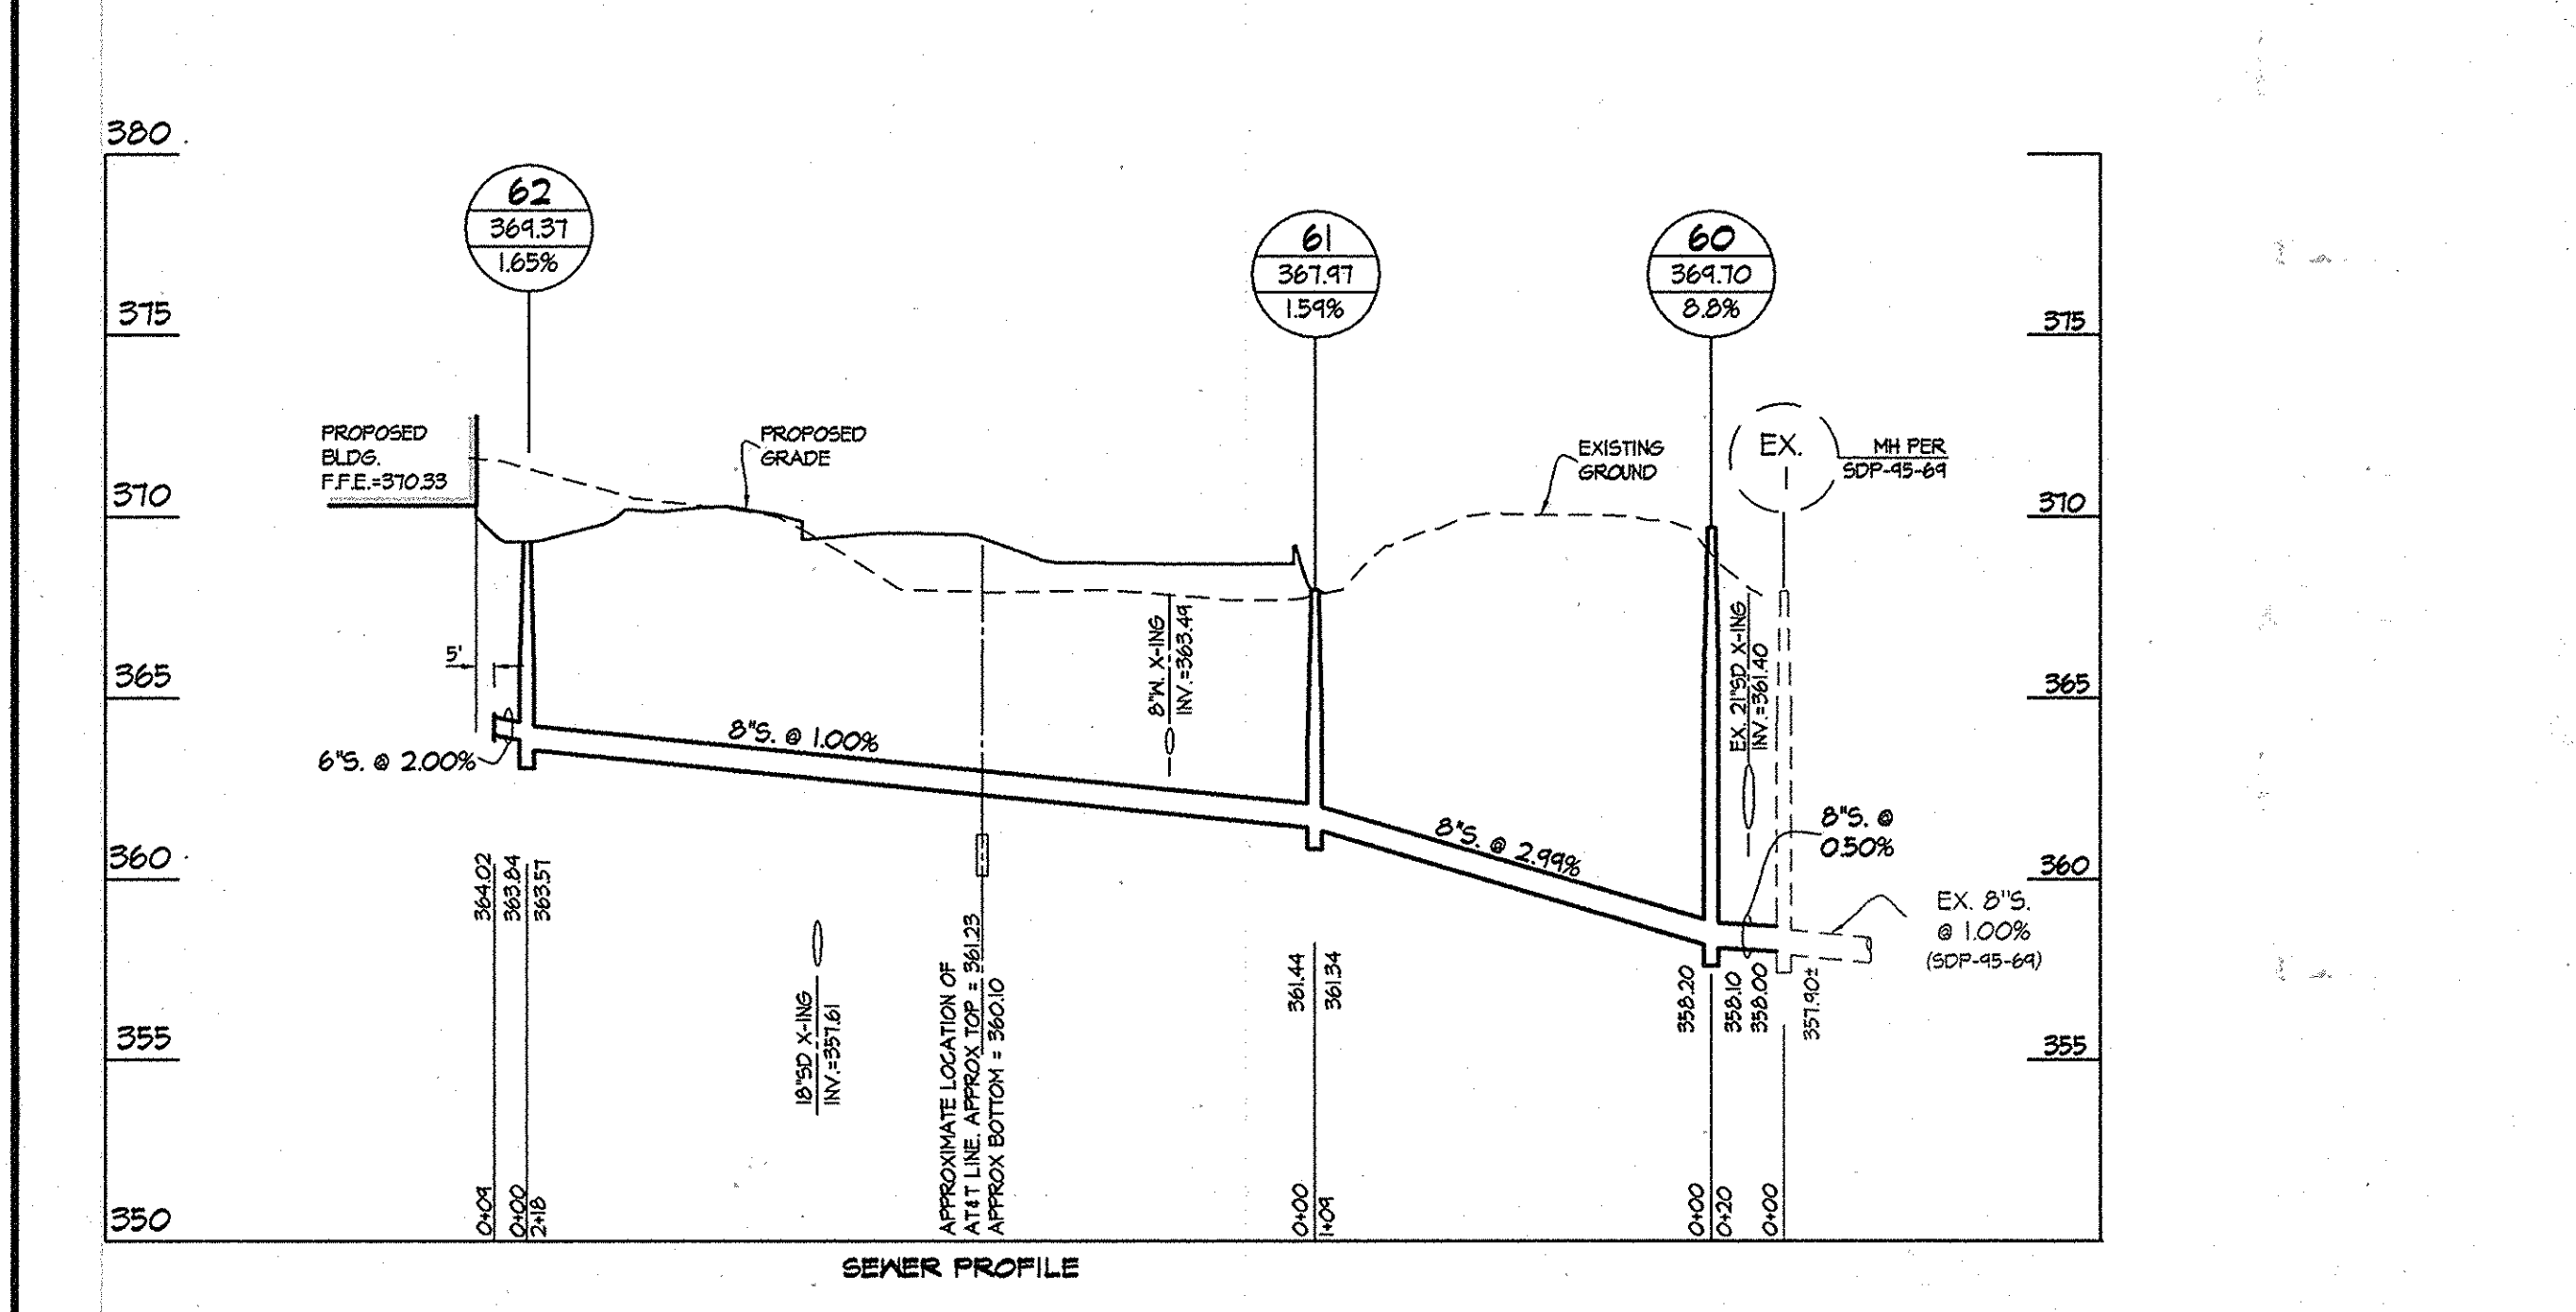 380
375
370
365
360
355
350
62
369.37
1.65%
61
367.97
1.59%
60
369.70
8.8%
375
370
365
360
355
PROPOSED
BLDG.
F.F.E.=370.33
PROPOSED
GRADE
EXISTING
GROUND
EX.
MH PER
SDP-95-69
5'
6"S. @ 2.00%
8"S. @ 1.00%
8"W. X-ING
INV.=363.49
8"S. @ 2.99%
EX. 21"SD X-ING
INV.=361.40
8"S. @
0.50%
EX. 8"S.
@ 1.00%
(SDP-95-69)
364.02
363.84
363.57
18"SD X-ING
INV.=357.61
APPROXIMATE LOCATION OF
AT&T LINE. APPROX TOP = 361.23
APPROX BOTTOM = 360.10
361.44
361.34
358.20
358.10
358.00
357.90±
0+09
0+00
2+18
0+00
1+09
0+00
0+20
0+00
SEWER PROFILE